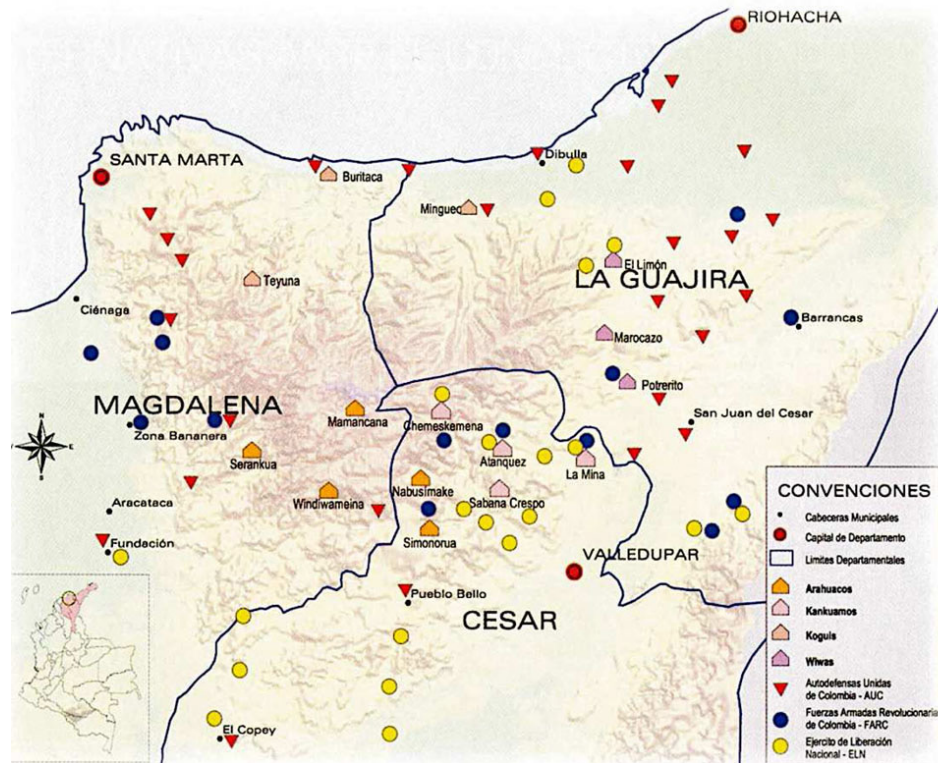 RIOHACHA
SANTA MARTA
Dibulla
Buritaca
Mingueo
El Limón
Teyuna
LA GUAJIRA
Ciénaga
Barrancas
Marocazo
Potrerito
MAGDALENA
Mamancana
Chemeskemena
San Juan del Cesar
Zona Bananera
Atanquez
Serankua
La Mina
Nabusimake
Windiwameina
Sabana Crespo
Aracataca
Simonorua
Fundación
VALLEDUPAR
Pueblo Bello
CESAR
El Copey
N
E
S
CONVENCIONES
Cabeceras Municipales
Capital de Departamento
Limites Departamentales
Arahuacos
Kankuamos
Koguis
Wiwas
Autodefensas Unidas
de Colombia - AUC
Fuerzas Armadas Revolucionaria
de Colombia - FARC
Ejercito de Liberación
Nacional - ELN